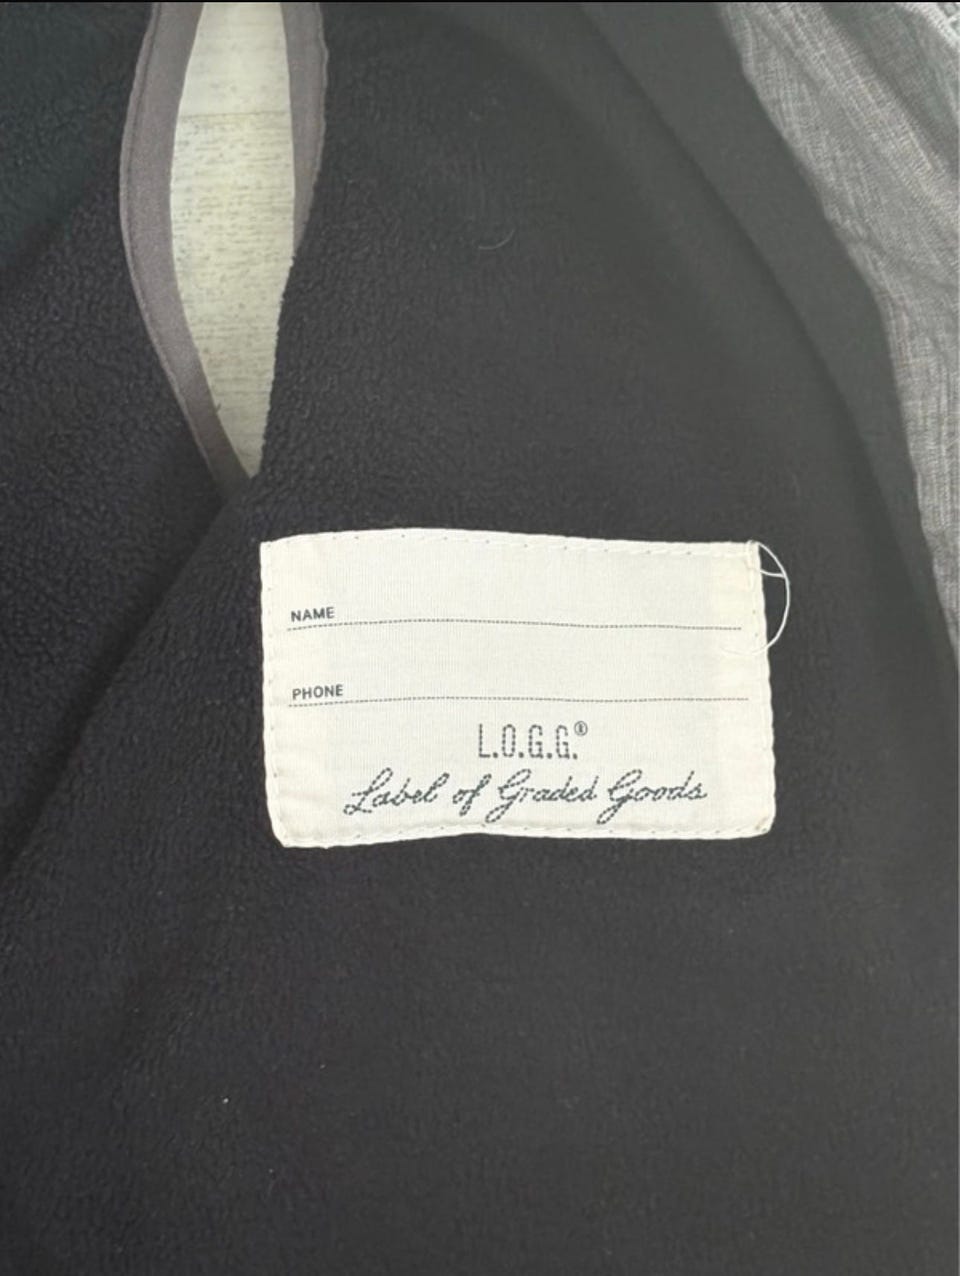 NAME
PHONE
L.O.G.G.®
Label of Graded Goods